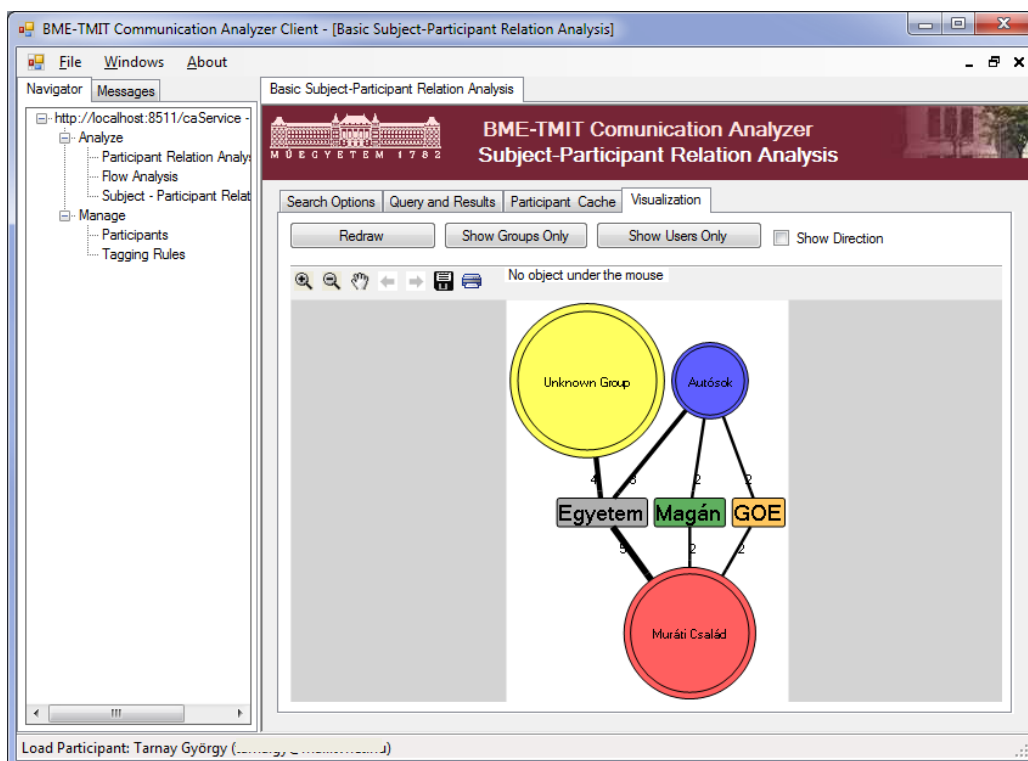 BME-TMIT Communication Analyzer Client - [Basic Subject-Participant Relation Analysis]
File Windows About
Navigator Messages
http://localhost:8511/caService -
Analyze
Participant Relation Analy
Flow Analysis
Subject - Participant Relat
Manage
Participants
Tagging Rules
Basic Subject-Participant Relation Analysis
MŰEGYETEM 1782
BME-TMIT Comunication Analyzer
Subject-Participant Relation Analysis
Search Options Query and Results Participant Cache Visualization
Redraw Show Groups Only Show Users Only Show Direction
No object under the mouse
Unknown Group Autósok
4 3 2 2
Egyetem Magán GOE
5 2 2
Muráti Család
Load Participant: Tarnay György (